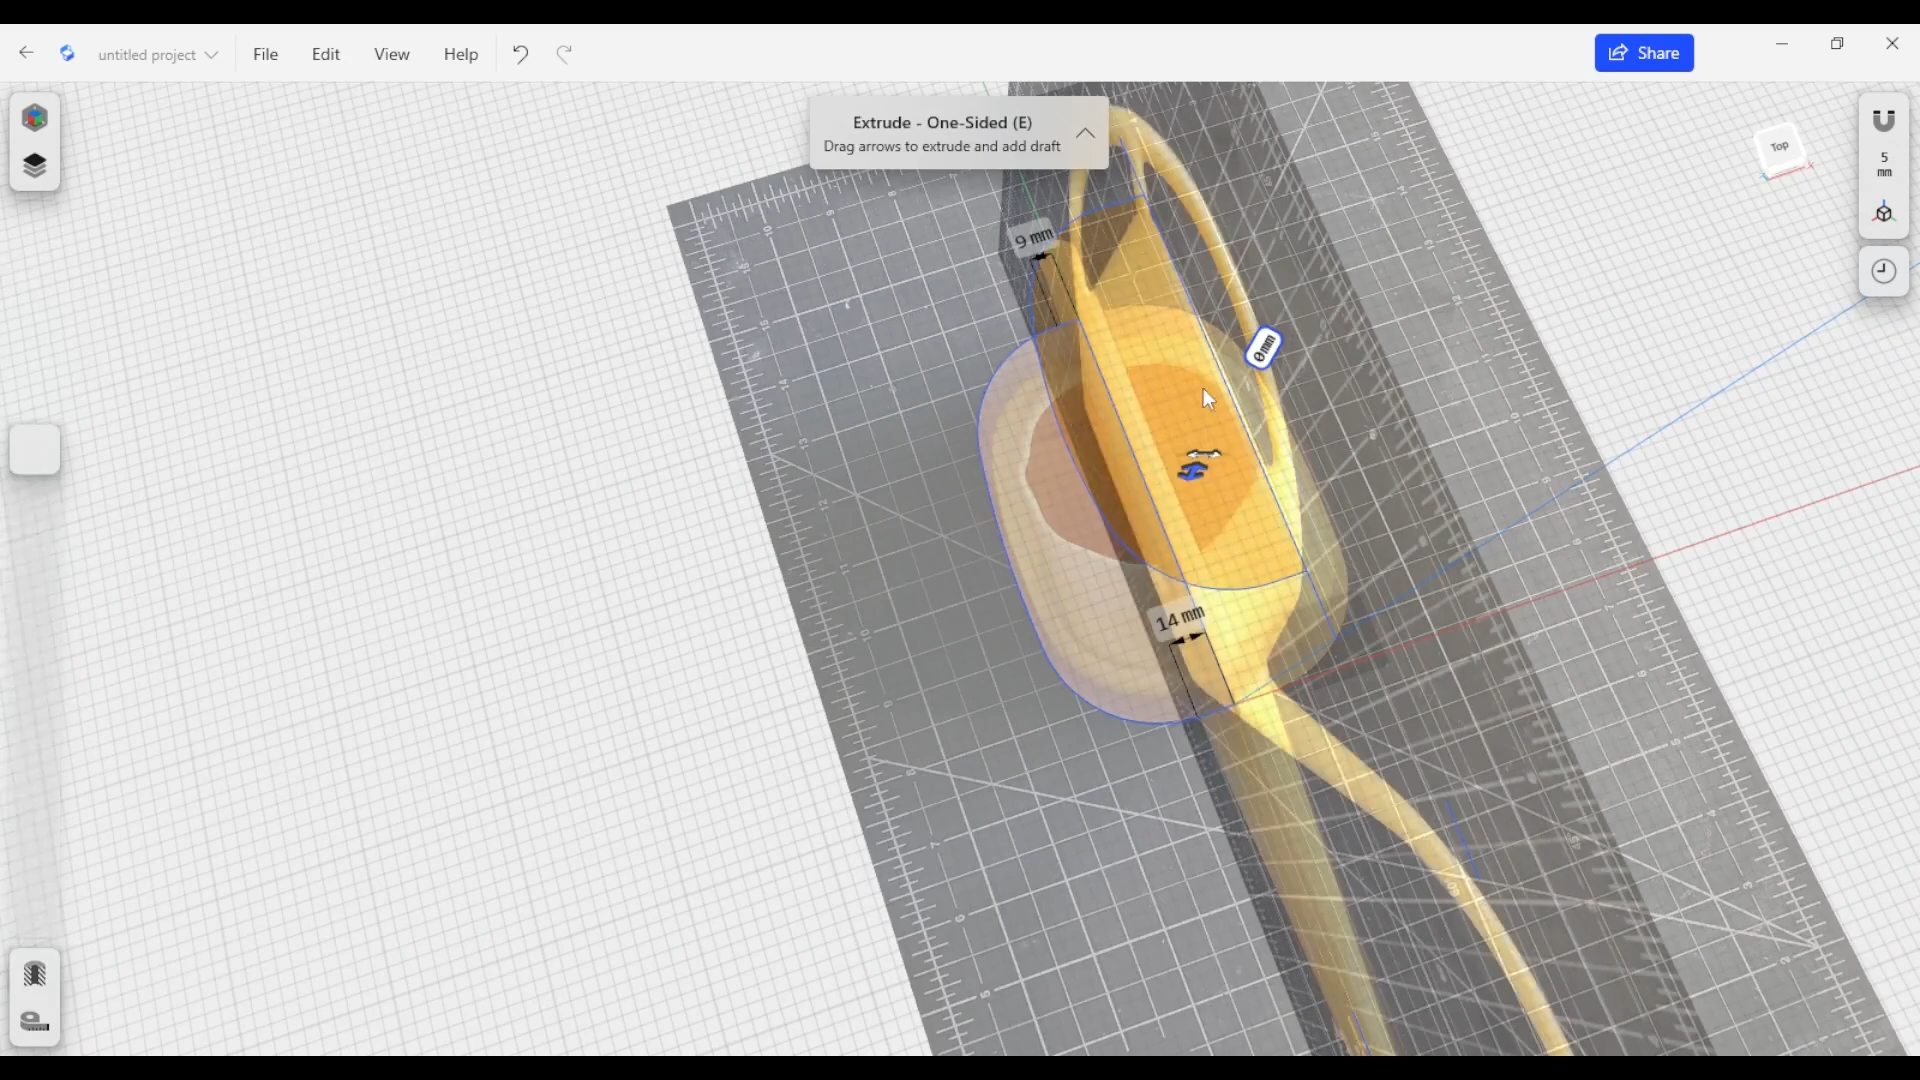 untitled project
File
Edit
View
Help
Share
Extrude - One-Sided (E)
Drag arrows to extrude and add draft
Top
5
mm
9 mm
0 mm
14 mm